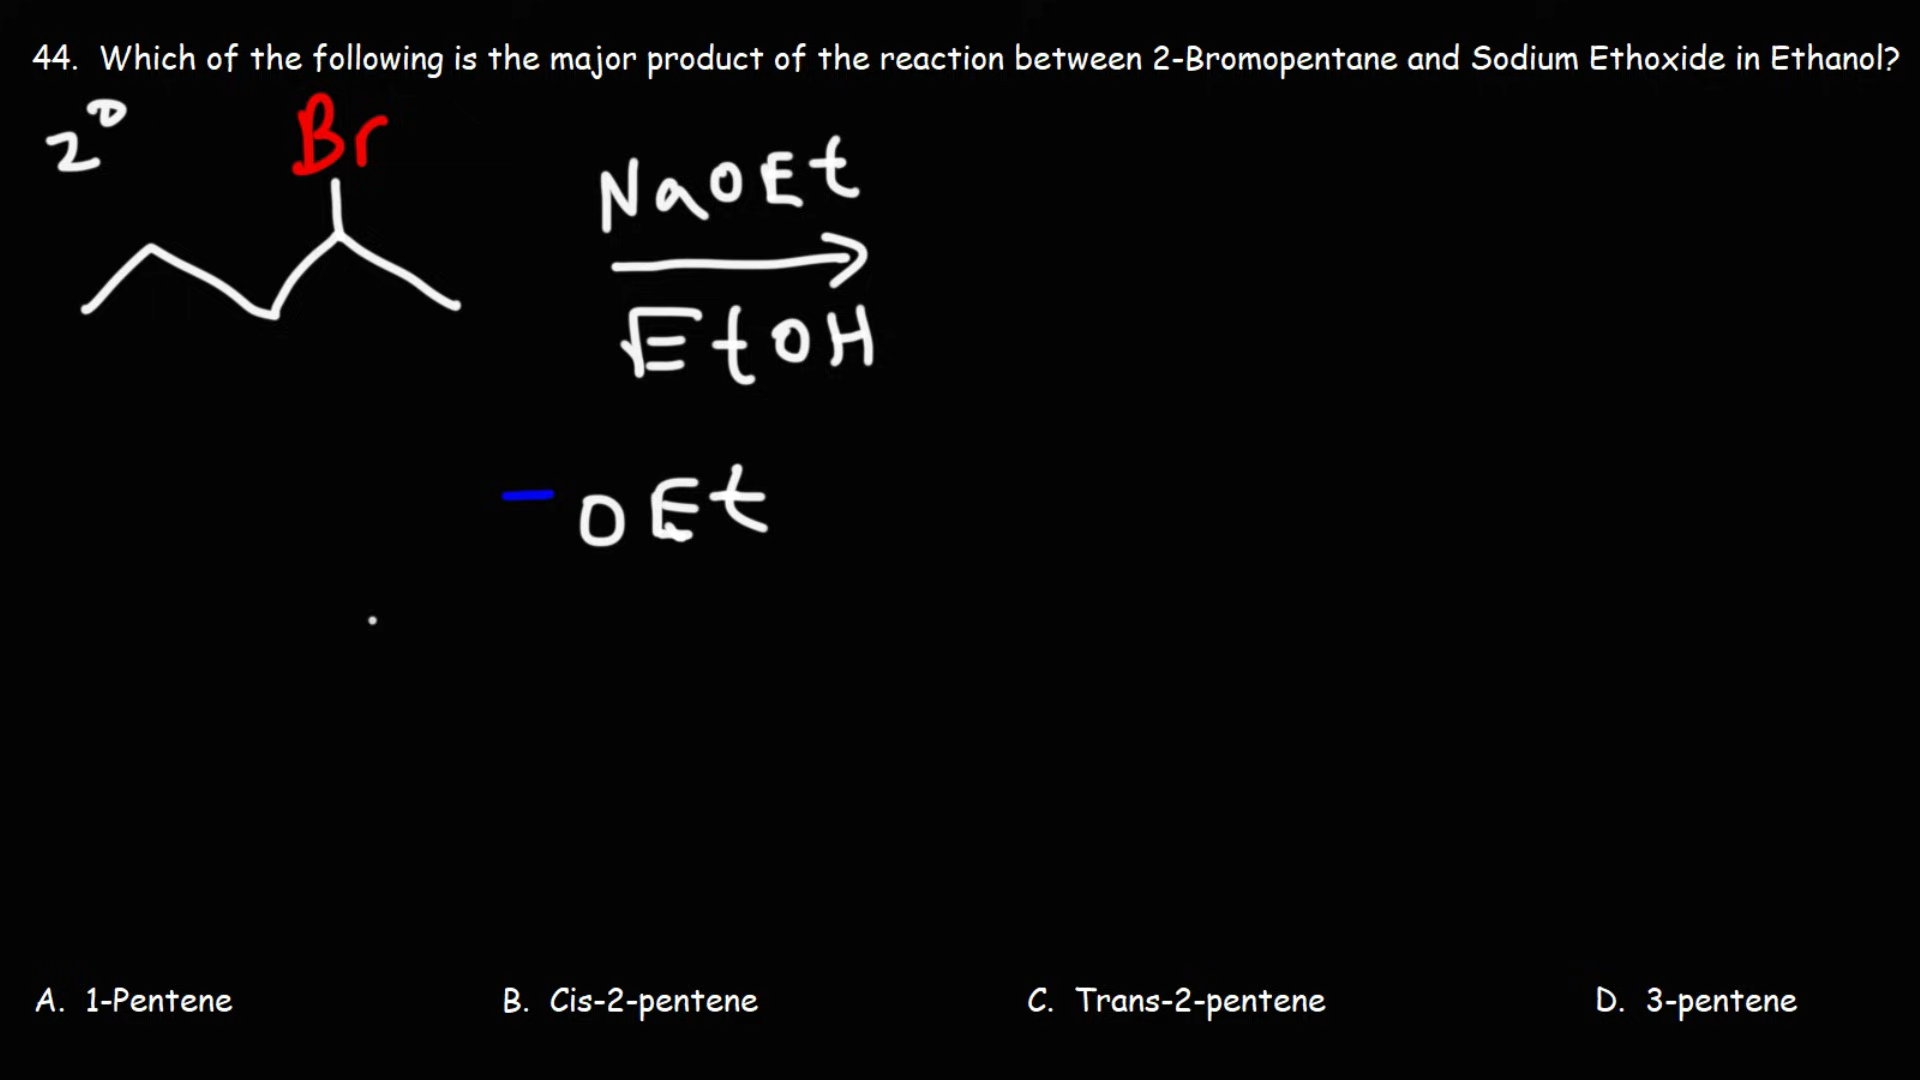 44. Which of the following is the major product of the reaction between 2-Bromopentane and Sodium Ethoxide in Ethanol?
2° Br
NaOEt
EtOH
- OEt
A. 1-Pentene B. Cis-2-pentene C. Trans-2-pentene D. 3-pentene